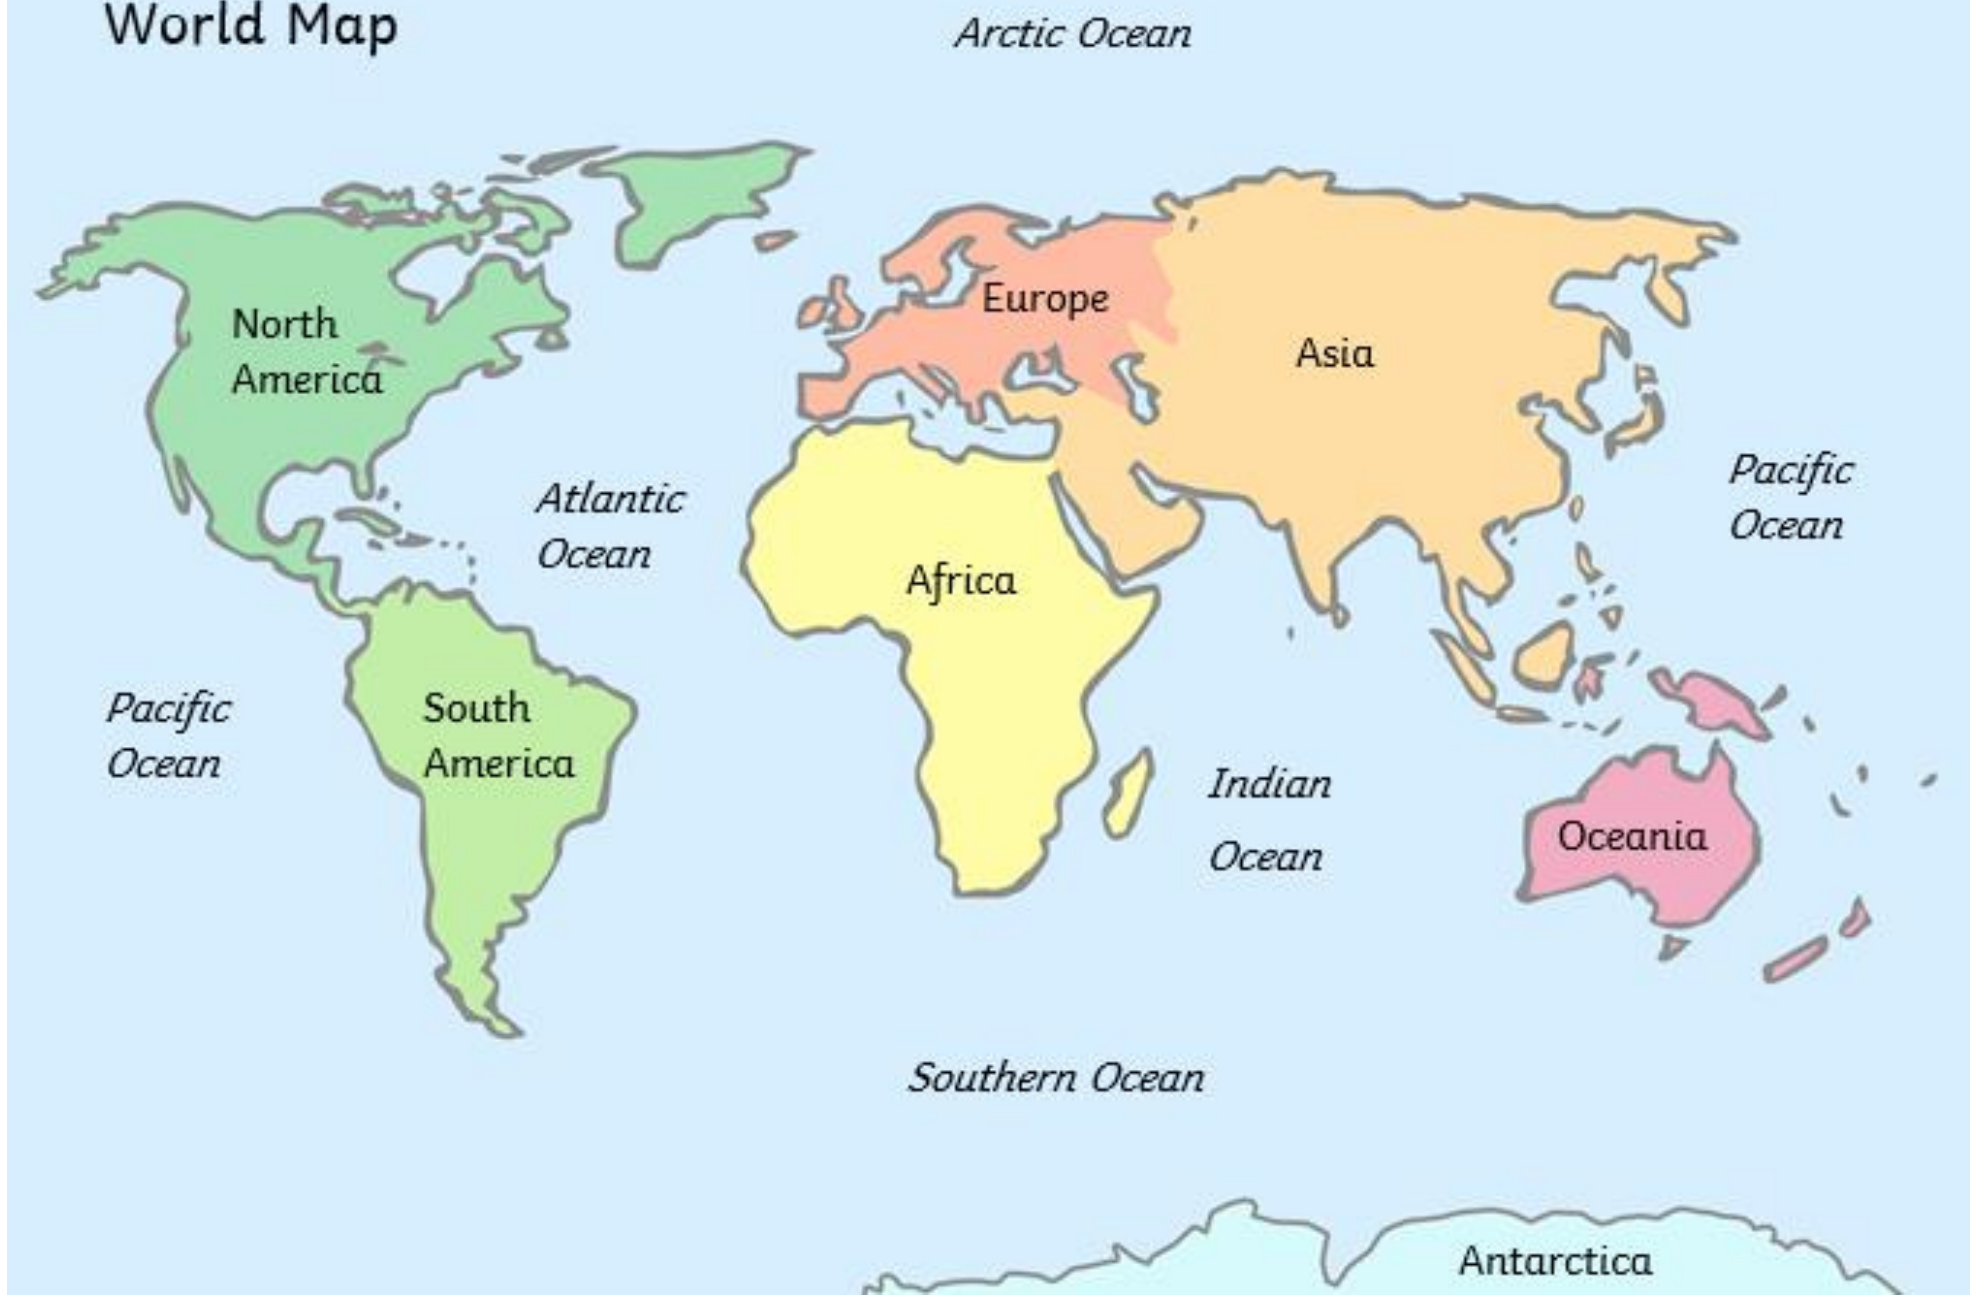 World Map
Arctic Ocean
North
America
Europe
Asia
Atlantic
Ocean
Pacific
Ocean
Africa
Pacific
Ocean
South
America
Indian
Ocean
Oceania
Southern Ocean
Antarctica